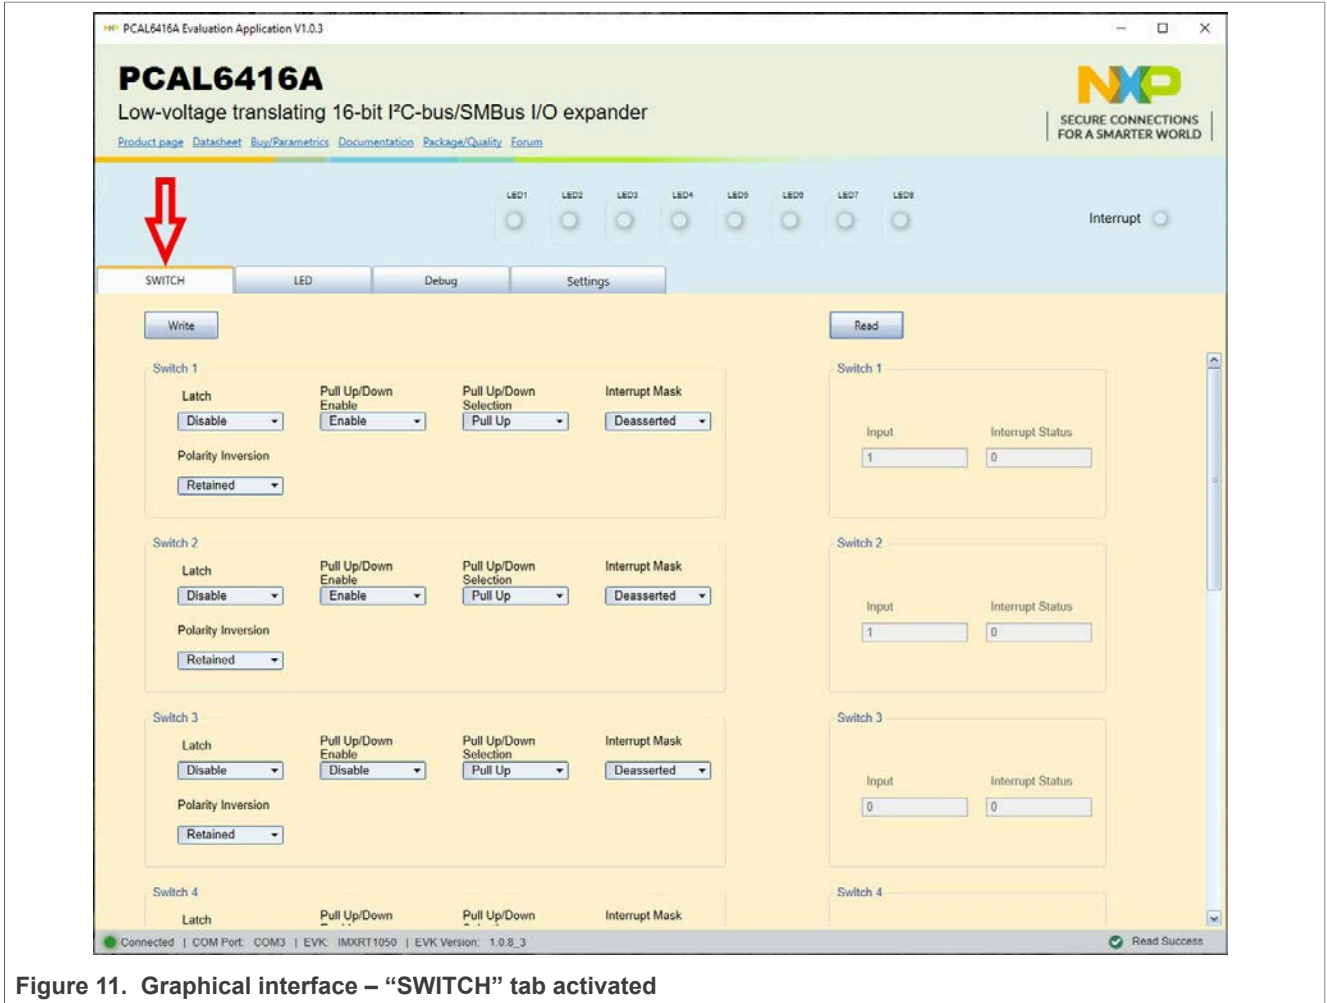 PCAL6416A Evaluation Application V1.0.3
PCAL6416A
Low-voltage translating 16-bit I²C-bus/SMBus I/O expander
Product page Datasheet Buy/Parametrics Documentation Package/Quality Forum
NXP
SECURE CONNECTIONS
FOR A SMARTER WORLD
LED1 LED2 LED3 LED4 LED5 LED6 LED7 LED8
Interrupt
SWITCH LED Debug Settings
Write Read
Switch 1 Switch 1
Latch Pull Up/Down Enable Pull Up/Down Selection Interrupt Mask
Disable Enable Pull Up Deasserted
Input Interrupt Status
Polarity Inversion
1 0
Retained
Switch 2 Switch 2
Latch Pull Up/Down Enable Pull Up/Down Selection Interrupt Mask
Disable Enable Pull Up Deasserted
Input Interrupt Status
Polarity Inversion
1 0
Retained
Switch 3 Switch 3
Latch Pull Up/Down Enable Pull Up/Down Selection Interrupt Mask
Disable Disable Pull Up Deasserted
Input Interrupt Status
Polarity Inversion
0 0
Retained
Switch 4 Switch 4
Latch Pull Up/Down Pull Up/Down Interrupt Mask
Connected | COM Port: COM3 | EVK: IMXRT1050 | EVK Version: 1.0.8_3 Read Success
Figure 11. Graphical interface – “SWITCH” tab activated